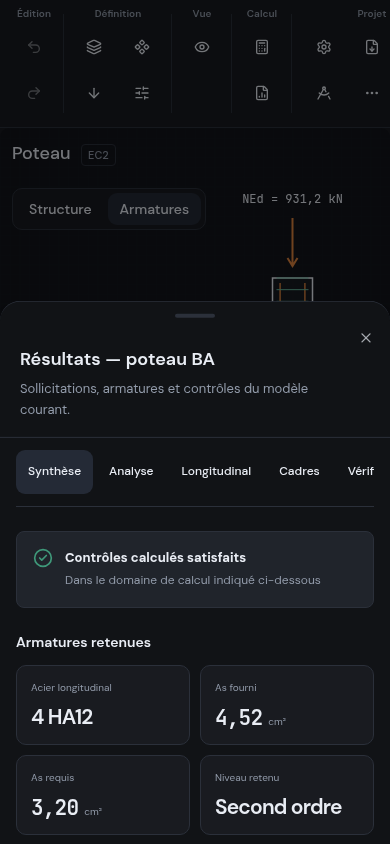 Édition Définition Vue Calcul Projet
Poteau EC2
Structure Armatures
NEd = 931,2 kN
Résultats — poteau BA
Sollicitations, armatures et contrôles du modèle
courant.
Synthèse Analyse Longitudinal Cadres Vérif
Contrôles calculés satisfaits
Dans le domaine de calcul indiqué ci-dessous
Armatures retenues
Acier longitudinal
4 HA12
As fourni
4,52 cm²
As requis
3,20 cm²
Niveau retenu
Second ordre